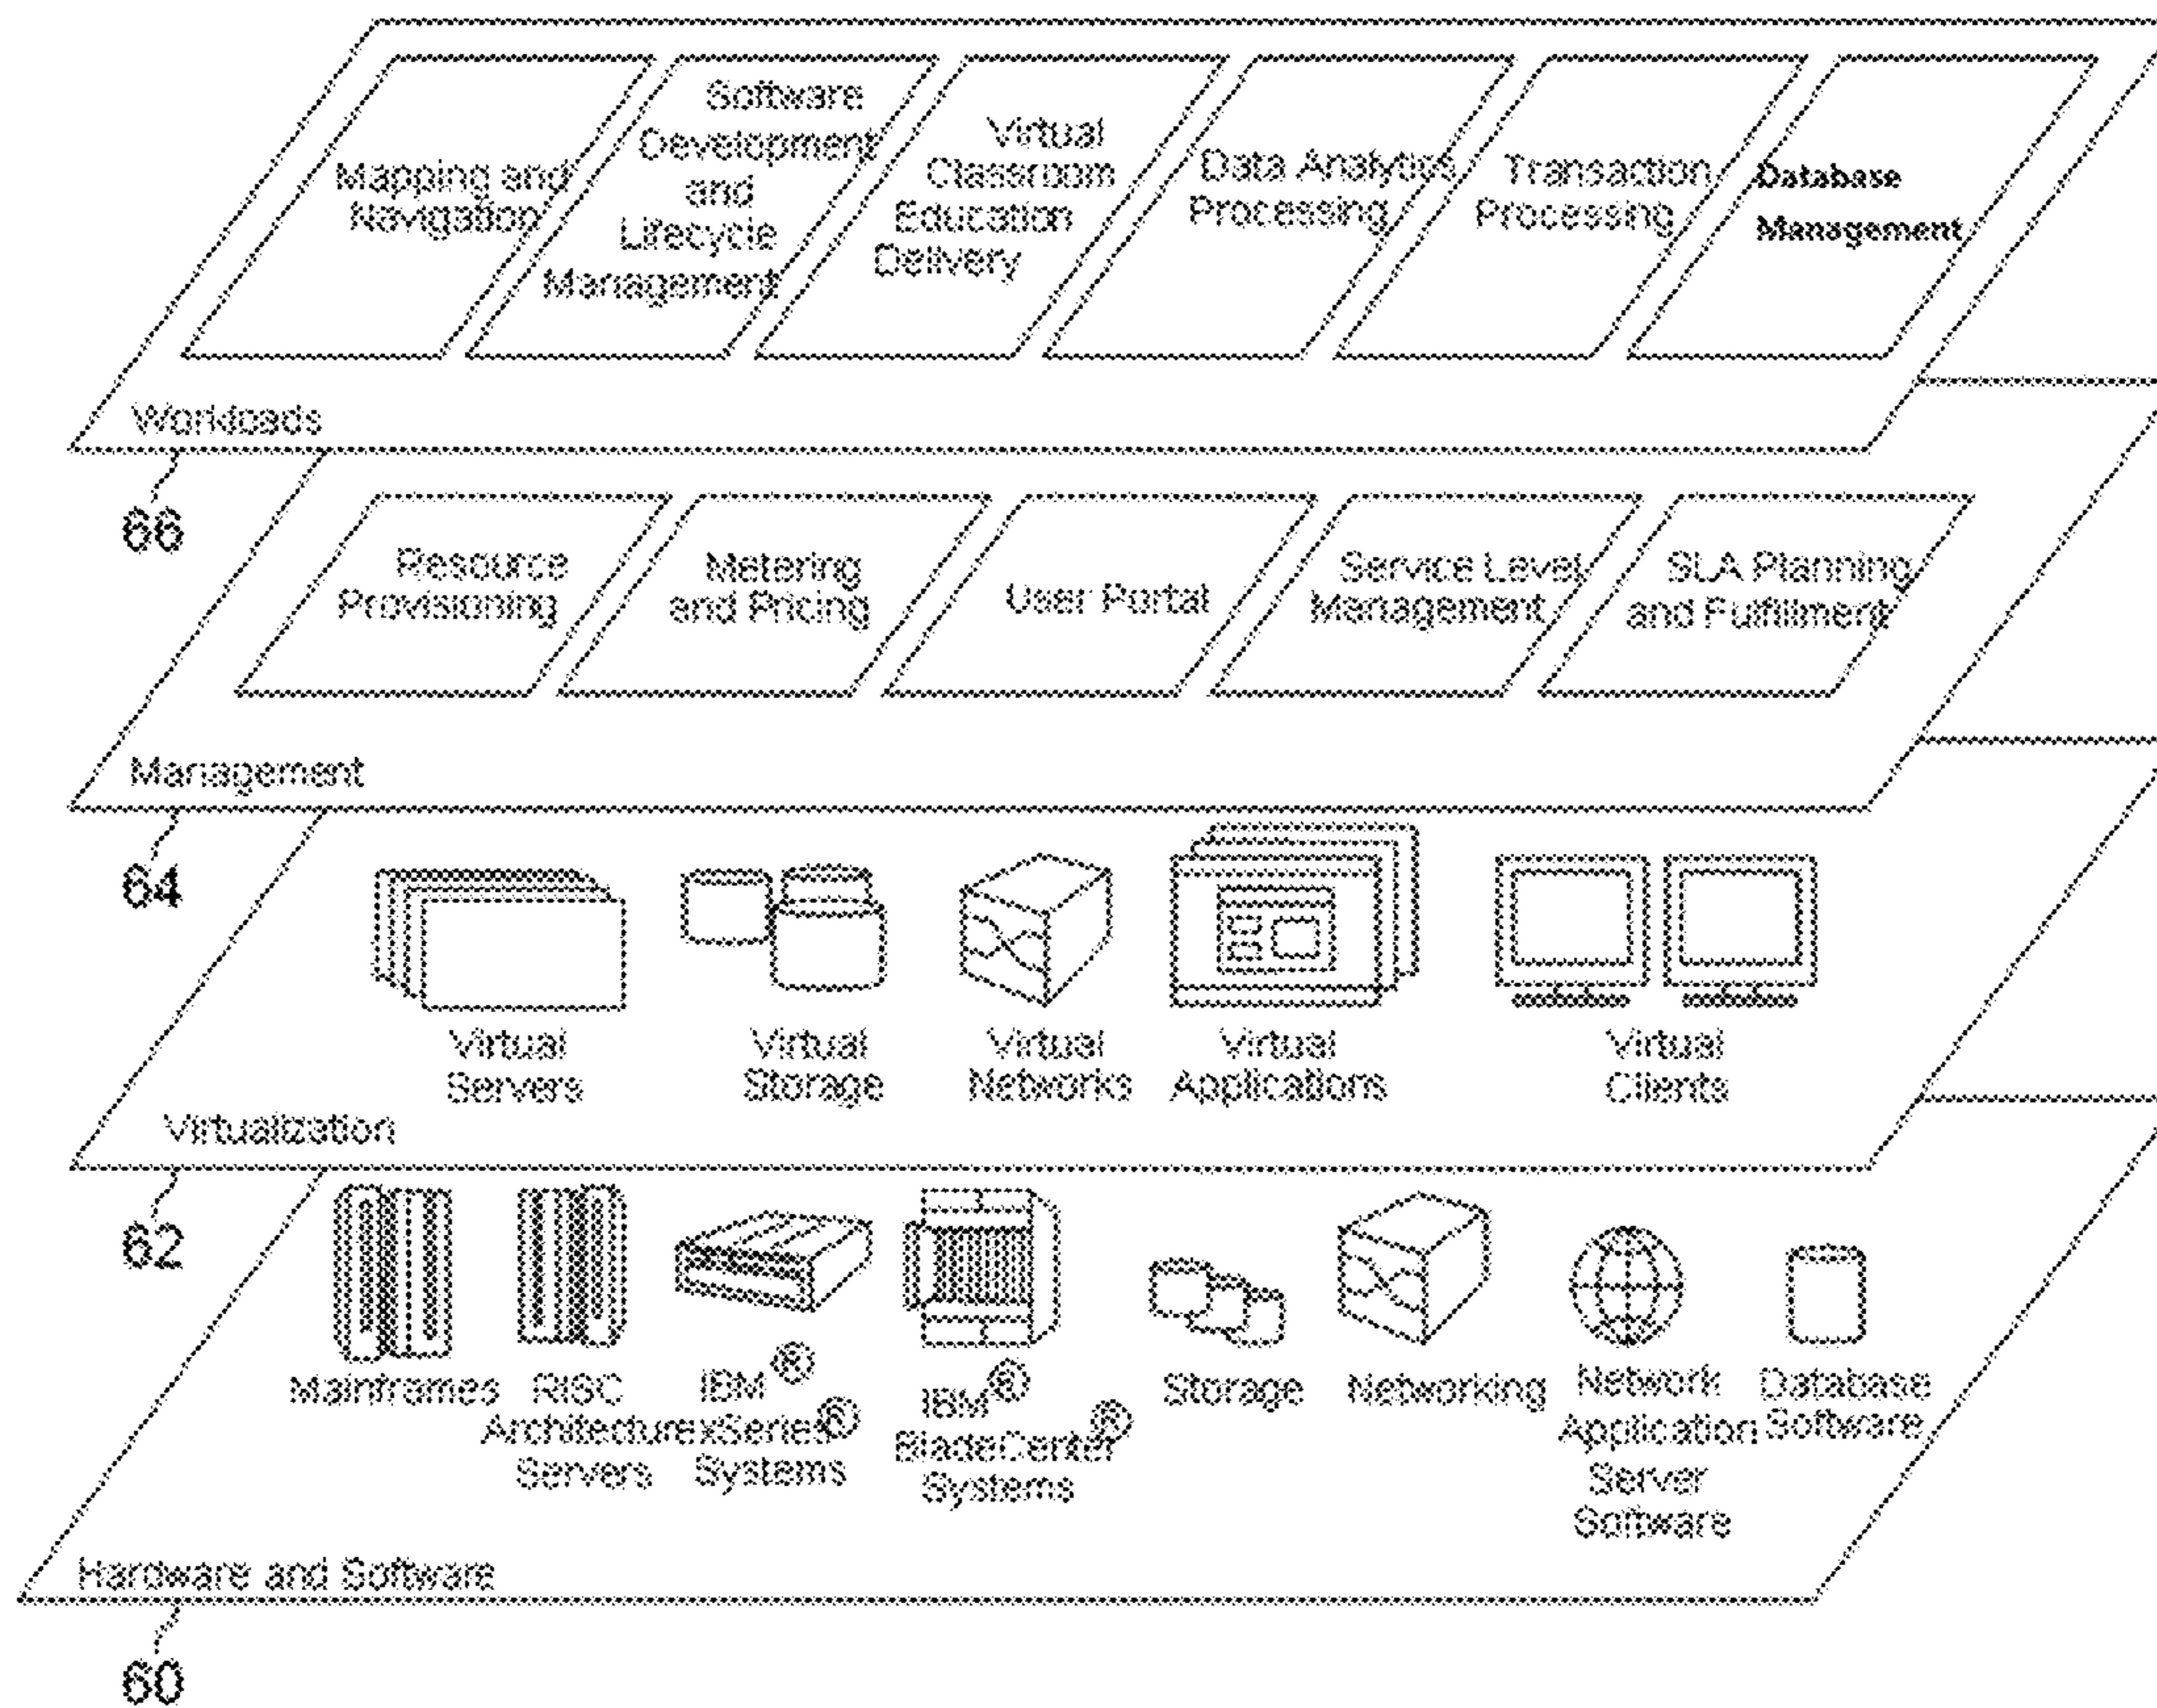 Mapping and
Navigation
Software
Development
and
Lifecycle
Management
Virtual
Classroom
Education
Delivery
Data Analytics
Processing
Transaction
Processing
Database
Management
Workloads
66
Resource
Provisioning
Metering
and Pricing
User Portal
Service Level
Management
SLA Planning
and Fulfillment
Management
64
Virtual
Servers
Virtual
Storage
Virtual
Networks
Virtual
Applications
Virtual
Clients
Virtualization
62
Mainframes
RISC
Architecture
Servers
IBM®
xSeries®
Systems
IBM®
BladeCenter®
Systems
Storage
Networking
Network
Application
Server
Software
Database
Software
Hardware and Software
60